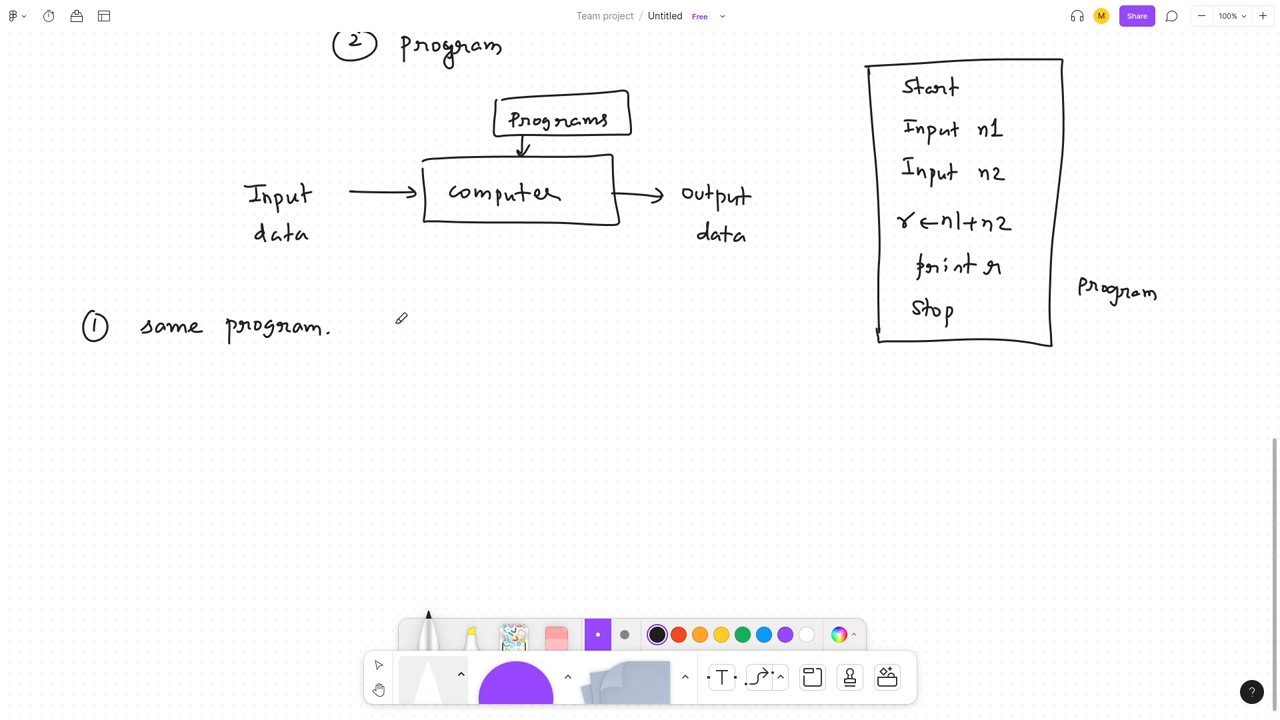 Team project / Untitled Free
M
Share
100%
② program
Programs
Input data
computer
output data
Start
Input n1
Input n2
r ← n1 + n2
print r
Stop
program
① same program.
T
?